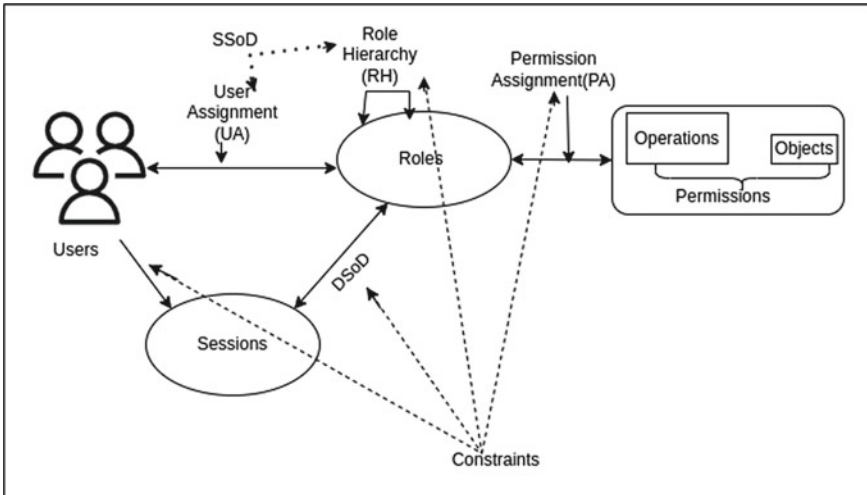 SSoD
Role
Hierarchy
(RH)
Permission
Assignment(PA)
User
Assignment
(UA)
Operations
Objects
Roles
Permissions
Users
DSoD
Sessions
Constraints